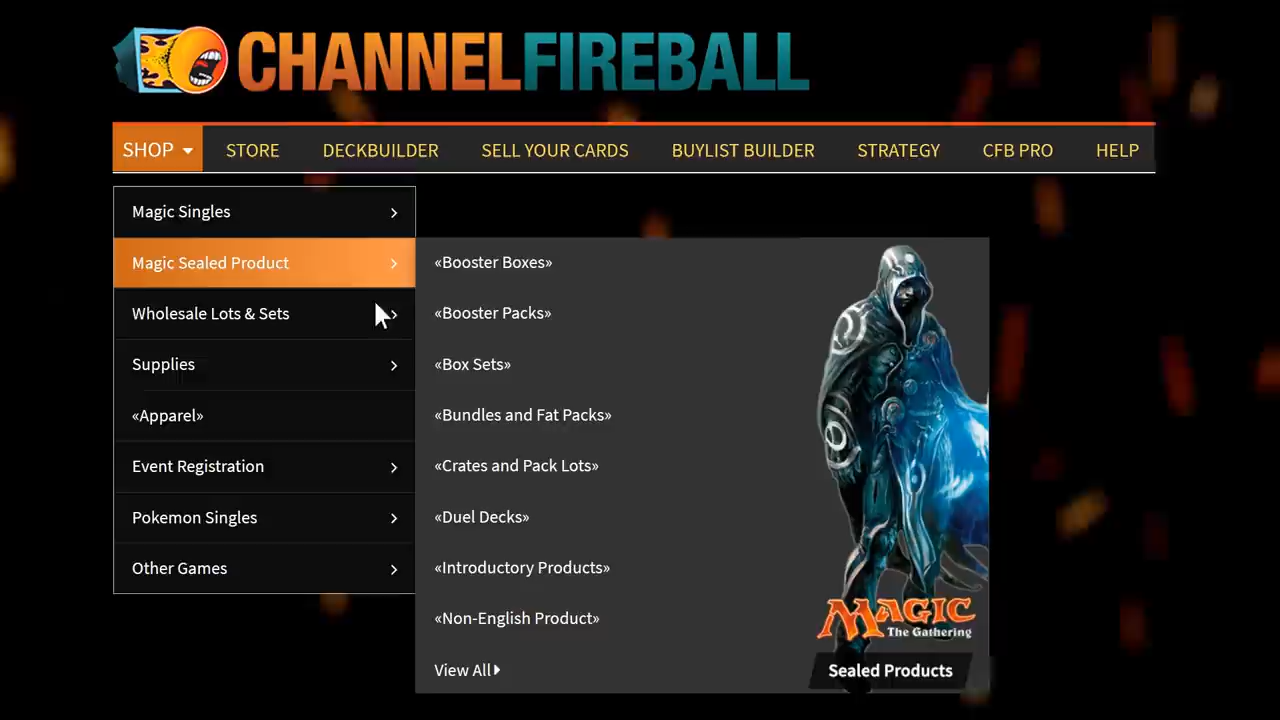 CHANNELFIREBALL
SHOP
STORE
DECKBUILDER
SELL YOUR CARDS
BUYLIST BUILDER
STRATEGY
CFB PRO
HELP
Magic Singles
Magic Sealed Product
Wholesale Lots & Sets
Supplies
«Apparel»
Event Registration
Pokemon Singles
Other Games
«Booster Boxes»
«Booster Packs»
«Box Sets»
«Bundles and Fat Packs»
«Crates and Pack Lots»
«Duel Decks»
«Introductory Products»
«Non-English Product»
View All
MAGIC
The Gathering
Sealed Products